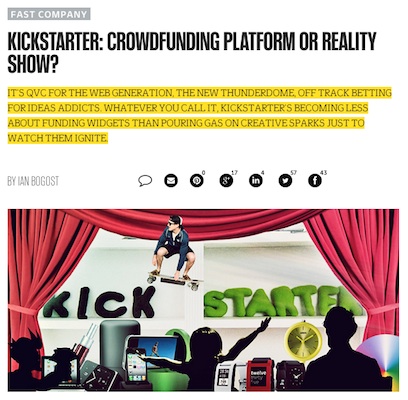 FAST COMPANY
KICKSTARTER: CROWDFUNDING PLATFORM OR REALITY
SHOW?
IT'S QVC FOR THE WEB GENERATION, THE NEW THUNDERDOME, OFF TRACK BETTING
FOR IDEAS ADDICTS. WHATEVER YOU CALL IT, KICKSTARTER'S BECOMING LESS
ABOUT FUNDING WIDGETS THAN POURING GAS ON CREATIVE SPARKS JUST TO
WATCH THEM IGNITE.
BY IAN BOGOST
0 17 4 57 43
KICK STARTER
twelve